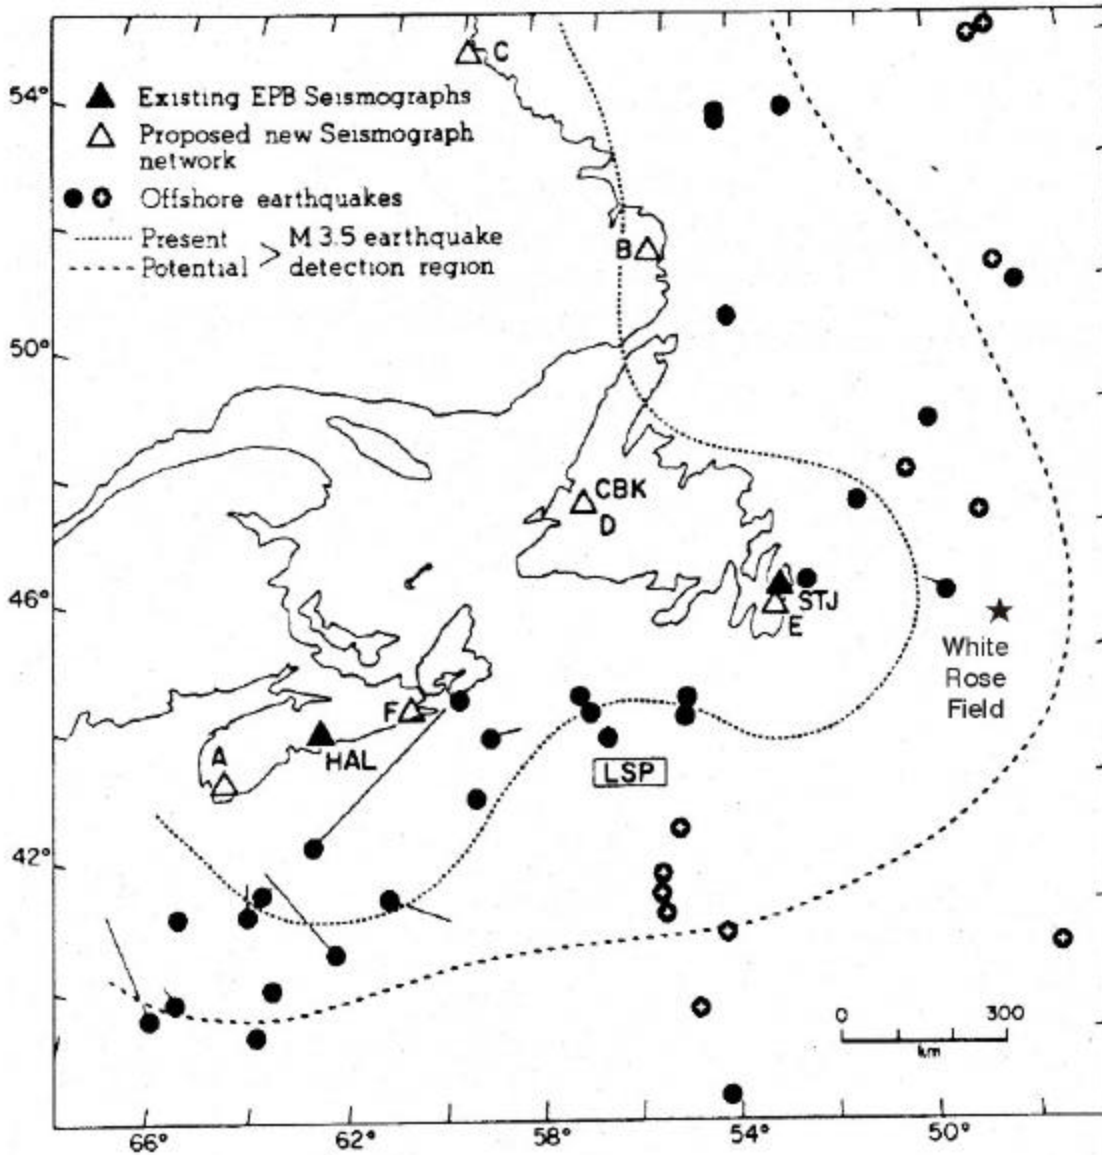 C
54°
Existing EPB Seismographs
Proposed new Seismograph
network
Offshore earthquakes
Present
Potential
> M 3.5 earthquake
detection region
B
50°
CBK
D
46°
STJ
E
White
Rose
Field
F
HAL
A
LSP
42°
0 300
km
66° 62° 58° 54° 50°